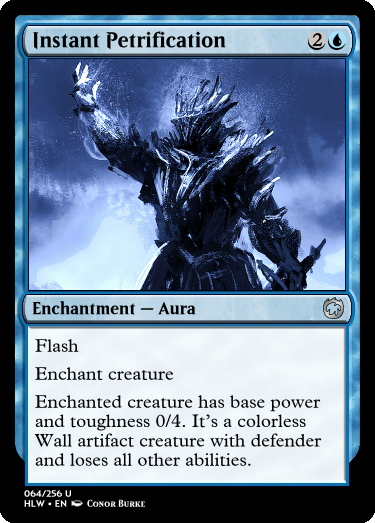 Instant Petrification 2
Enchantment — Aura
Flash
Enchant creature
Enchanted creature has base power
and toughness 0/4. It's a colorless
Wall artifact creature with defender
and loses all other abilities.
064/256 U
HLW • EN Conor Burke